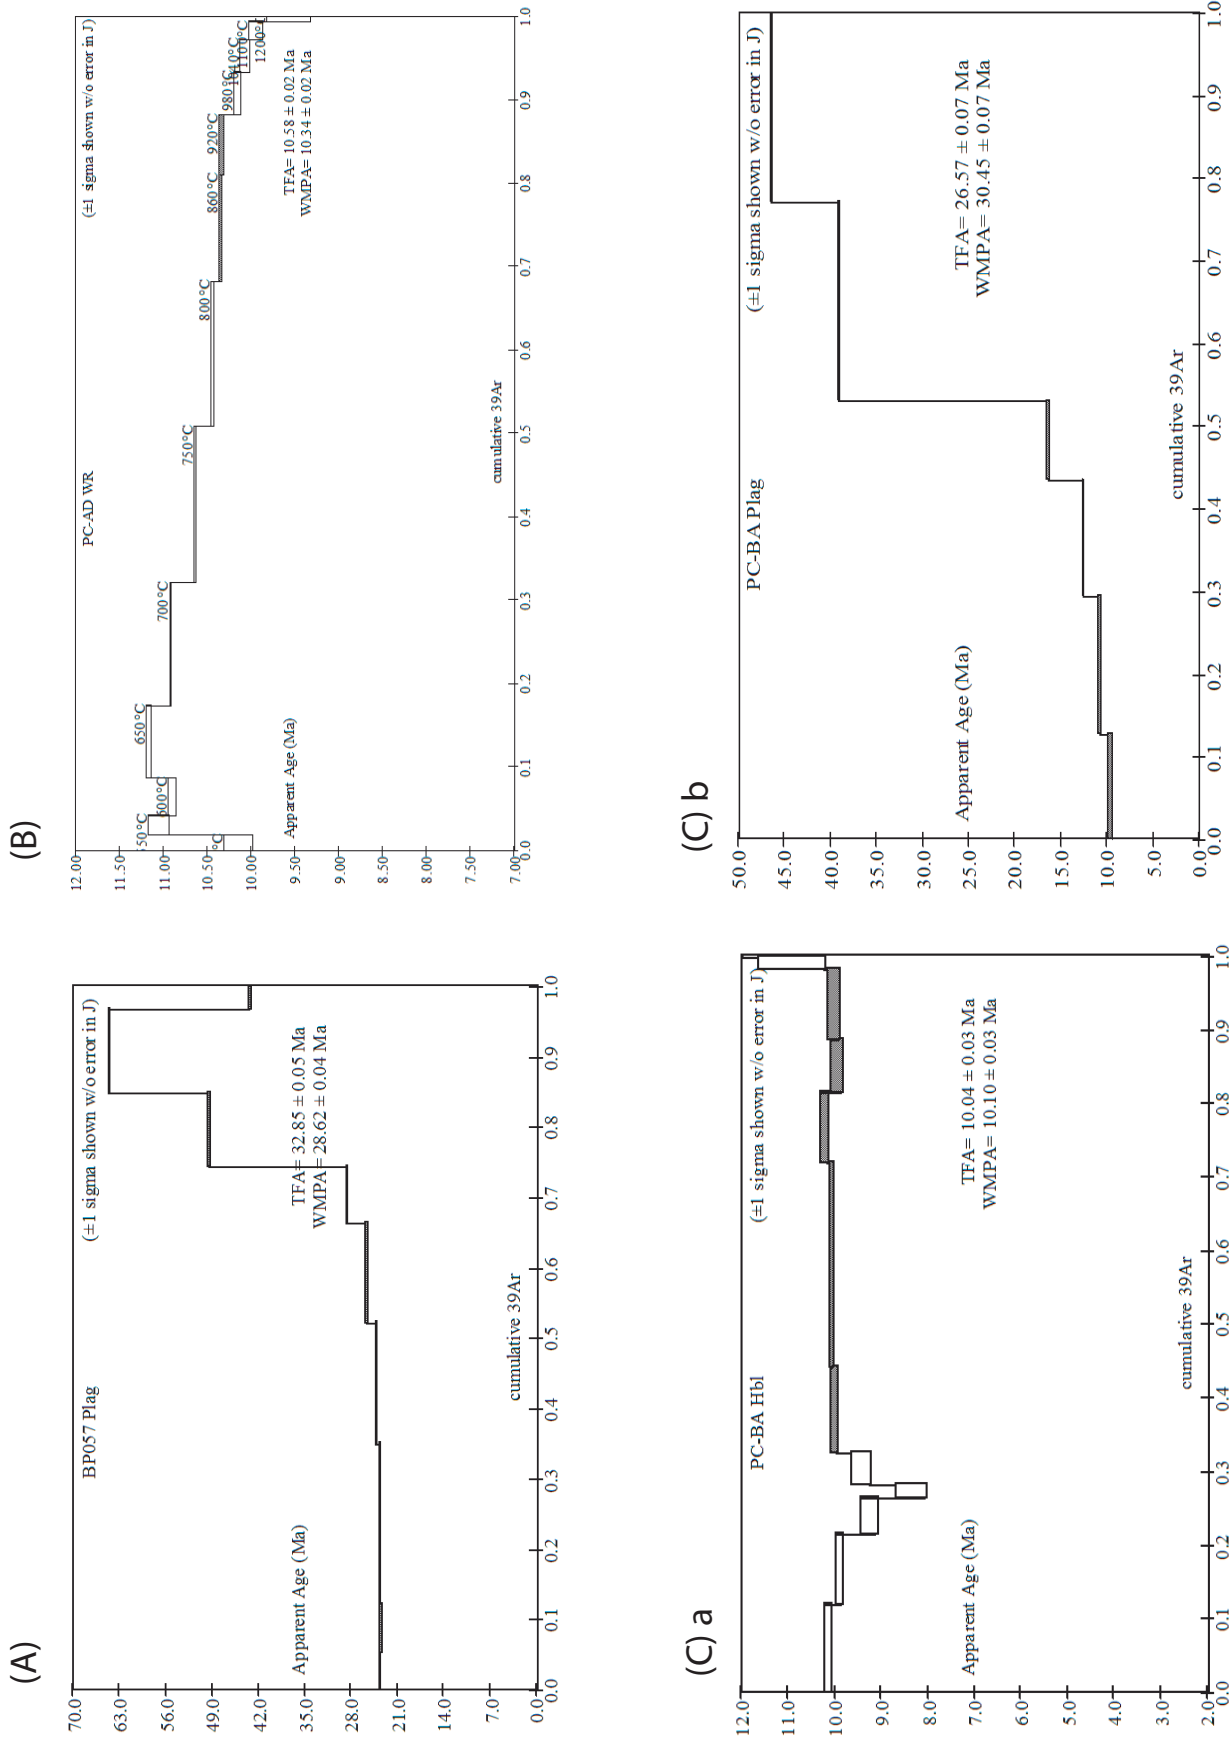 (A)
BP057 Plag
(±1 sigma shown w/o error in J)
70.0
63.0
56.0
49.0
42.0
35.0
28.0
21.0
14.0
7.0
0.0
Apparent Age (Ma)
TFA= 32.85 ± 0.05 Ma
WMPA= 28.62 ± 0.04 Ma
cumulative 39Ar
0.0 0.1 0.2 0.3 0.4 0.5 0.6 0.7 0.8 0.9 1.0
(B)
PC-AD WR
(±1 sigma shown w/o error in J)
12.00
11.50
11.00
10.50
10.00
9.50
9.00
8.50
8.00
7.50
7.00
°C
50°C
600°C
650°C
700°C
750°C
800°C
860°C
920°C
980°C
1040°C
1100°C
1200°
Apparent Age (Ma)
TFA= 10.58 ± 0.02 Ma
WMPA= 10.34 ± 0.02 Ma
cumulative 39Ar
0.0 0.1 0.2 0.3 0.4 0.5 0.6 0.7 0.8 0.9 1.0
(C) a
PC-BA Hbl
(±1 sigma shown w/o error in J)
12.0
11.0
10.0
9.0
8.0
7.0
6.0
5.0
4.0
3.0
2.0
Apparent Age (Ma)
TFA= 10.04 ± 0.03 Ma
WMPA= 10.10 ± 0.03 Ma
cumulative 39Ar
0.0 0.1 0.2 0.3 0.4 0.5 0.6 0.7 0.8 0.9 1.0
(C) b
PC-BA Plag
(±1 sigma shown w/o error in J)
50.0
45.0
35.0
35.0
30.0
25.0
20.0
15.0
10.0
5.0
0.0
Apparent Age (Ma)
TFA= 26.57 ± 0.07 Ma
WMPA= 30.45 ± 0.07 Ma
cumulative 39Ar
0.0 0.1 0.2 0.3 0.4 0.5 0.6 0.7 0.8 0.9 1.0